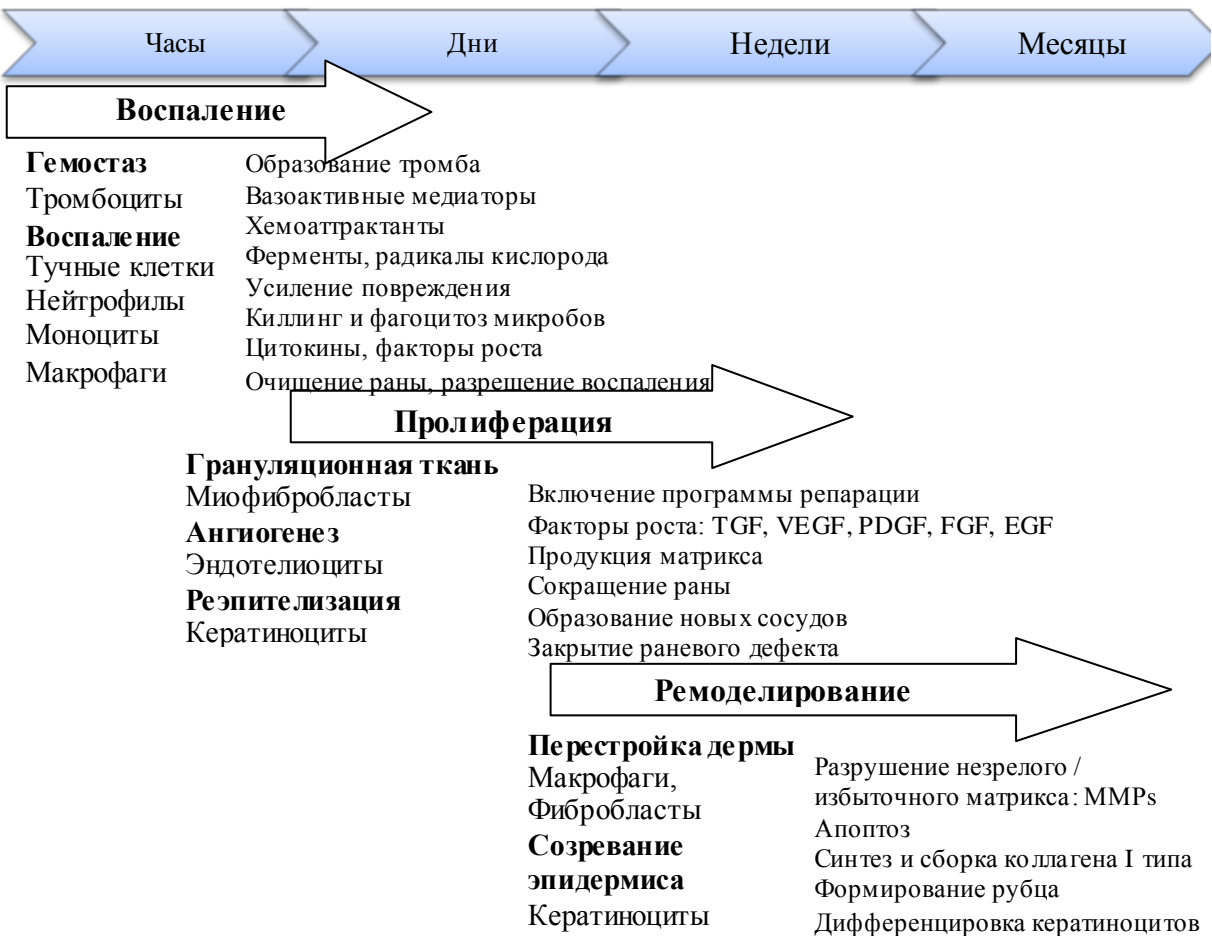 Часы
Дни
Недели
Месяцы
Воспаление
Гемостаз
Тромбоциты
Воспаление
Тучные клетки
Нейтрофилы
Моноциты
Макрофаги
Образование тромба
Вазоактивные медиаторы
Хемоаттрактанты
Ферменты, радикалы кислорода
Усиление повреждения
Киллинг и фагоцитоз микробов
Цитокины, факторы роста
Очищение раны, разрешение воспаления
Пролиферация
Грануляционная ткань
Миофибробласты
Ангиогенез
Эндотелиоциты
Реэпителизация
Кератиноциты
Включение программы репарации
Факторы роста: TGF, VEGF, PDGF, FGF, EGF
Продукция матрикса
Сокращение раны
Образование новых сосудов
Закрытие раневого дефекта
Ремоделирование
Перестройка дермы
Макрофаги,
Фибробласты
Созревание
эпидермиса
Кератиноциты
Разрушение незрелого /
избыточного матрикса: MMPs
Апоптоз
Синтез и сборка коллагена I типа
Формирование рубца
Дифференцировка кератиноцитов